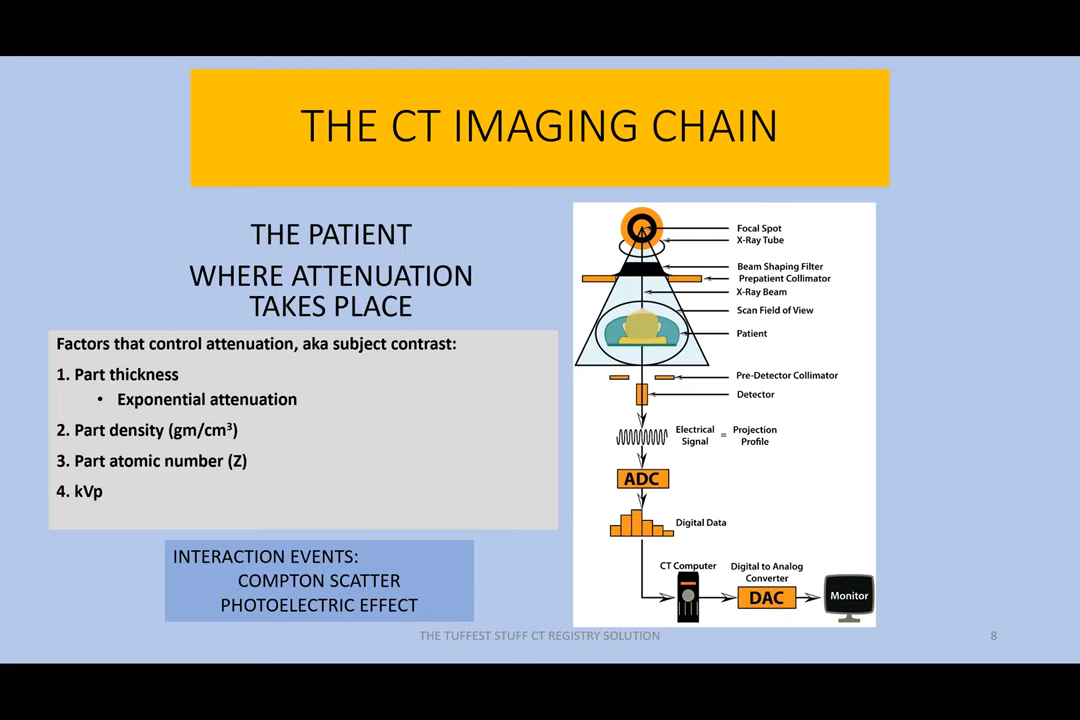 THE CT IMAGING CHAIN
THE PATIENT
WHERE ATTENUATION
TAKES PLACE
Factors that control attenuation, aka subject contrast:
1. Part thickness
• Exponential attenuation
2. Part density (gm/cm³)
3. Part atomic number (Z)
4. kVp
INTERACTION EVENTS:
COMPTON SCATTER
PHOTOELECTRIC EFFECT
Focal Spot
X-Ray Tube
Beam Shaping Filter
Prepatient Collimator
X-Ray Beam
Scan Field of View
Patient
Pre-Detector Collimator
Detector
Electrical Signal = Projection Profile
ADC
Digital Data
CT Computer
Digital to Analog
Converter
DAC
Monitor
THE TUFFEST STUFF CT REGISTRY SOLUTION
8